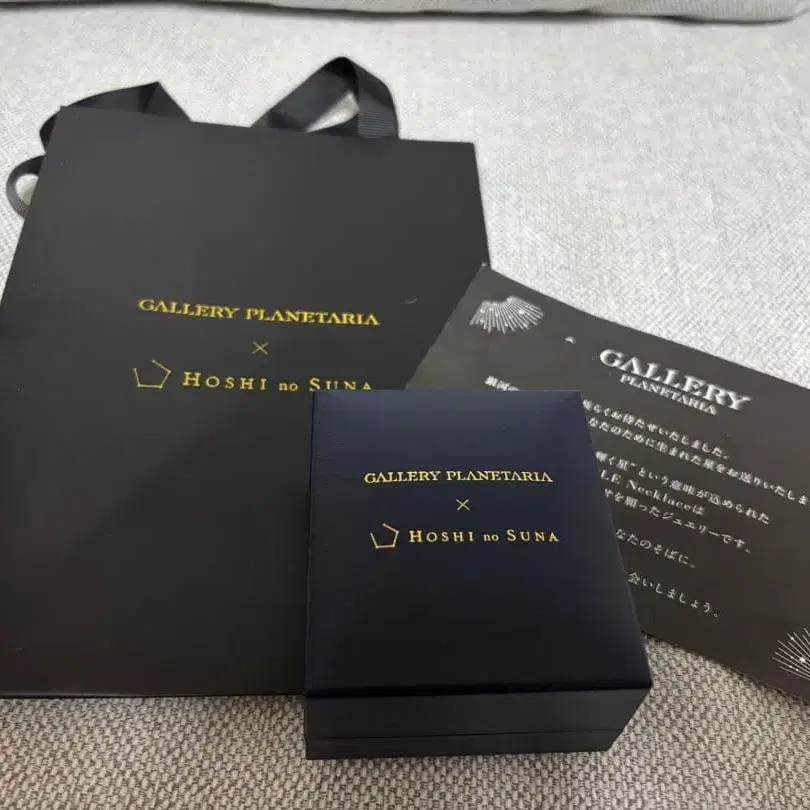 GALLERY PLANETARIA
×
HOSHI no SUNA
GALLERY PLANETARIA
×
HOSHI no SUNA
GALLERY
PLANETARIA
らくお待たせいたしました。
なたのために生まれた星をお送りいたしま
輝く星”という意味が込められた
LE Necklaceは
を願ったジュエリーです。
なたのそばに。
会いしましょう。